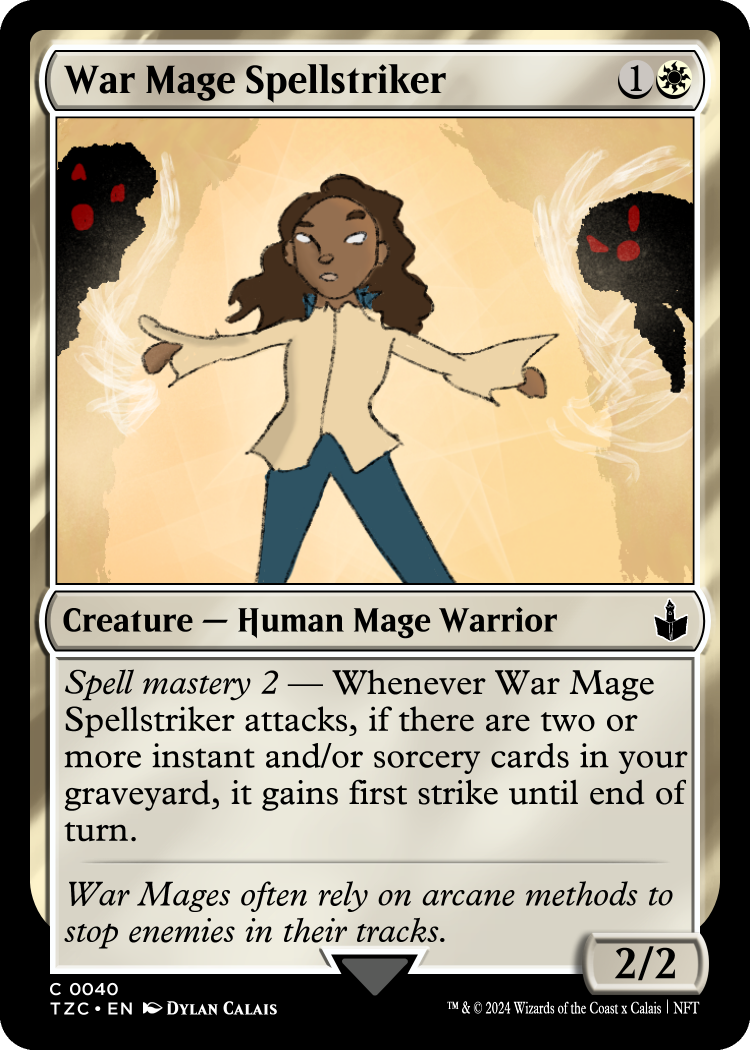 War Mage Spellstriker 1
Creature — Human Mage Warrior
Spell mastery 2 — Whenever War Mage
Spellstriker attacks, if there are two or
more instant and/or sorcery cards in your
graveyard, it gains first strike until end of
turn.
War Mages often rely on arcane methods to
stop enemies in their tracks.
2/2
C 0040
TZC • EN Dylan Calais
™ & © 2024 Wizards of the Coast x Calais | NFT